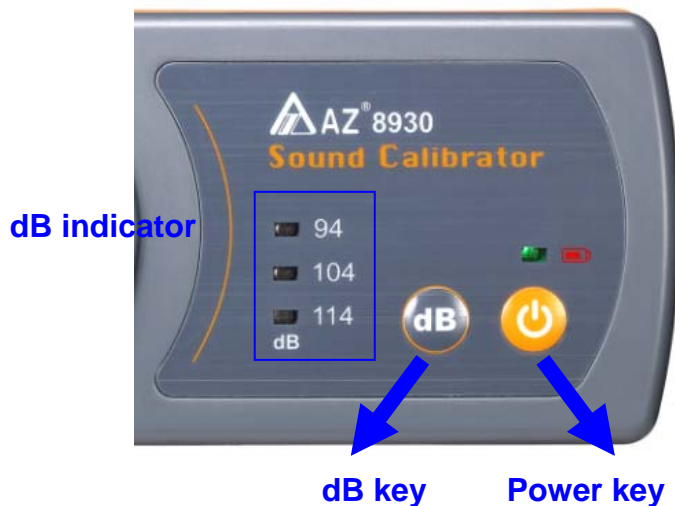 AZ® 8930
Sound Calibrator
dB indicator
94
104
114
dB
dB
dB key
Power key